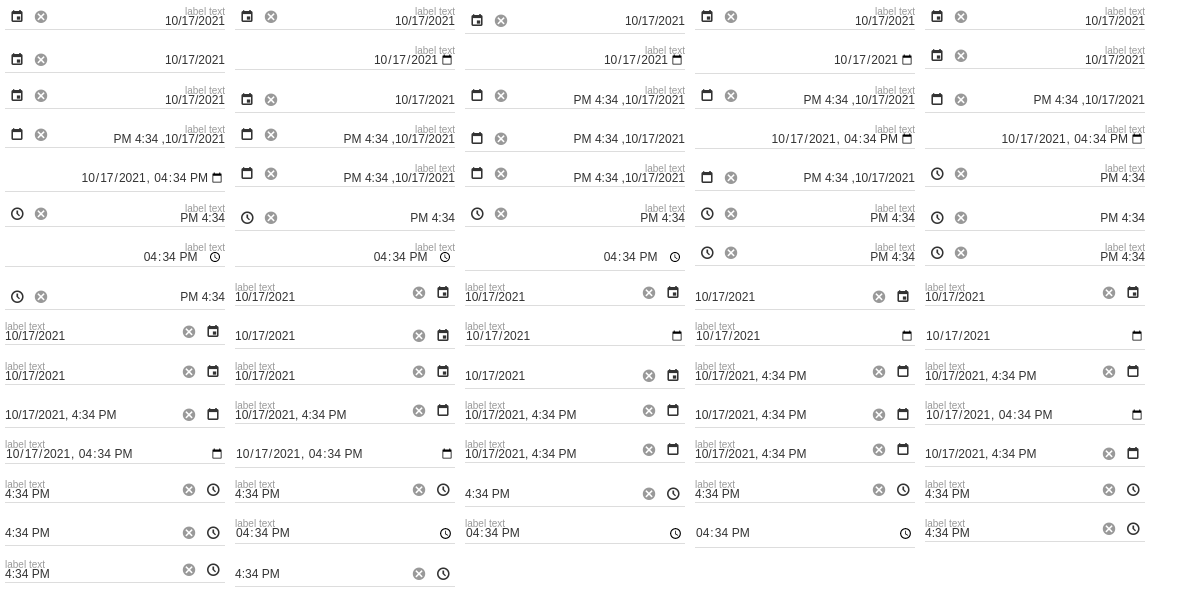 label text
10/17/2021
label text
10/17/2021
10/17/2021
label text
10/17/2021
label text
10/17/2021
10/17/2021
label text
10/17/2021
label text
10/17/2021
10/17/2021
label text
10/17/2021
label text
10/17/2021
10/17/2021
label text
PM 4:34 ,10/17/2021
label text
PM 4:34 ,10/17/2021
PM 4:34 ,10/17/2021
label text
PM 4:34 ,10/17/2021
label text
PM 4:34 ,10/17/2021
PM 4:34 ,10/17/2021
label text
10/17/2021, 04:34 PM
label text
10/17/2021, 04:34 PM
10/17/2021, 04:34 PM
label text
PM 4:34 ,10/17/2021
label text
PM 4:34 ,10/17/2021
PM 4:34 ,10/17/2021
label text
PM 4:34
label text
PM 4:34
PM 4:34
label text
PM 4:34
label text
PM 4:34
PM 4:34
label text
04:34 PM
label text
04:34 PM
04:34 PM
label text
PM 4:34
label text
PM 4:34
PM 4:34
label text
10/17/2021
label text
10/17/2021
10/17/2021
label text
10/17/2021
label text
10/17/2021
10/17/2021
label text
10/17/2021
label text
10/17/2021
10/17/2021
label text
10/17/2021
label text
10/17/2021
10/17/2021
label text
10/17/2021, 4:34 PM
label text
10/17/2021, 4:34 PM
10/17/2021, 4:34 PM
label text
10/17/2021, 4:34 PM
label text
10/17/2021, 4:34 PM
10/17/2021, 4:34 PM
label text
10/17/2021, 04:34 PM
label text
10/17/2021, 04:34 PM
10/17/2021, 04:34 PM
label text
10/17/2021, 4:34 PM
label text
10/17/2021, 4:34 PM
10/17/2021, 4:34 PM
label text
4:34 PM
label text
4:34 PM
4:34 PM
label text
4:34 PM
label text
4:34 PM
4:34 PM
label text
04:34 PM
label text
04:34 PM
04:34 PM
label text
4:34 PM
label text
4:34 PM
4:34 PM